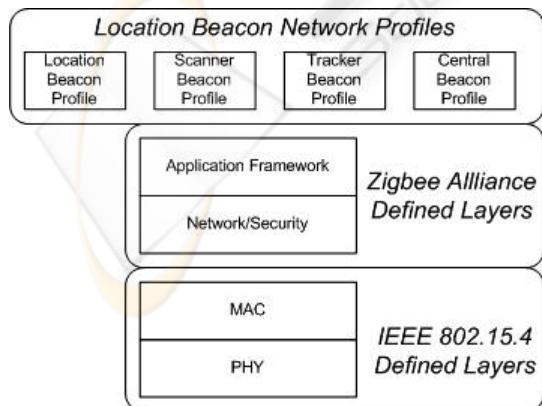 Location Beacon Network Profiles
Location
Beacon
Profile
Scanner
Beacon
Profile
Tracker
Beacon
Profile
Central
Beacon
Profile
Application Framework
Network/Security
Zigbee Allliance
Defined Layers
MAC
PHY
IEEE 802.15.4
Defined Layers